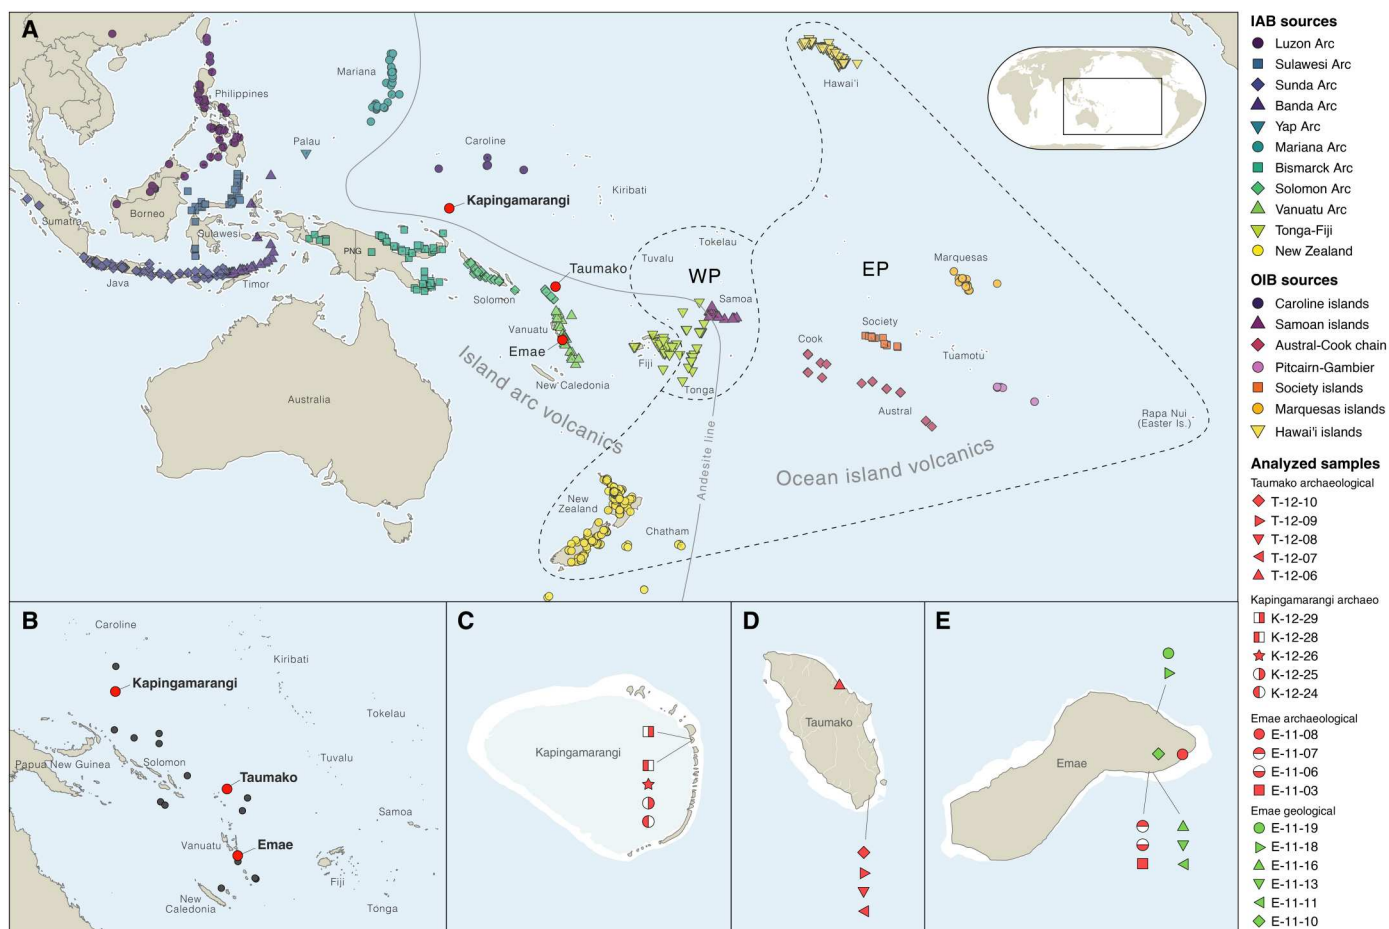 A
Mariana
Philippines
Palau
Caroline
Kapingamarangi
Kiribati
Borneo
Sumatra
Sulawesi
PNG
Java
Timor
Solomon
Taumako
Vanuatu
Emae
New Caledonia
Australia
Island arc volcanics
Tokelau
Tuvalu
WP
Samoa
Fiji
Tonga
Andesite line
New
Zealand
Chatham
Hawai'i
EP
Marquesas
Society
Cook
Tuamotu
Austral
Rapa Nui
(Easter Is.)
Ocean island volcanics
IAB sources
Luzon Arc
Sulawesi Arc
Sunda Arc
Banda Arc
Yap Arc
Mariana Arc
Bismarck Arc
Solomon Arc
Vanuatu Arc
Tonga-Fiji
New Zealand
OIB sources
Caroline islands
Samoan islands
Austral-Cook chain
Pitcairn-Gambier
Society islands
Marquesas islands
Hawai'i islands
Analyzed samples
Taumako archaeological
T-12-10
T-12-09
T-12-08
T-12-07
T-12-06
Kapingamarangi archaeo
K-12-29
K-12-28
K-12-26
K-12-25
K-12-24
Emae archaeological
E-11-08
E-11-07
E-11-06
E-11-03
Emae geological
E-11-19
E-11-18
E-11-16
E-11-13
E-11-11
E-11-10
B
Caroline
Kapingamarangi
Kiribati
Tokelau
Papua New Guinea
Solomon
Tuvalu
Taumako
Samoa
Vanuatu
Emae
Fiji
New
Caledonia
Tonga
C
Kapingamarangi
D
Taumako
E
Emae